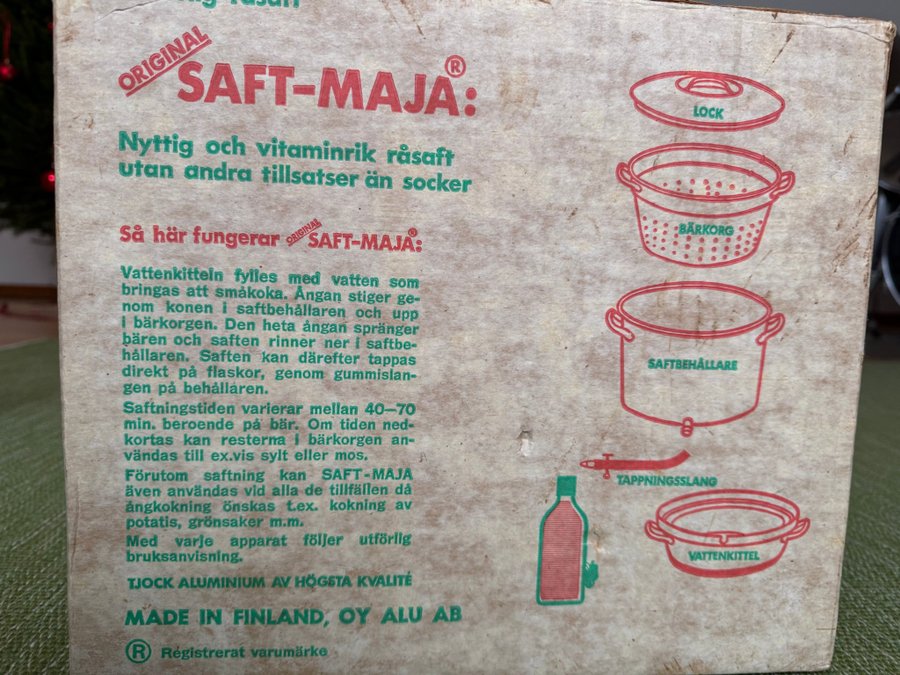 råsaft
ORIGINAL
SAFT-MAJA®:
Nyttig och vitaminrik råsaft
utan andra tillsatser än socker
Så här fungerar ORIGINAL SAFT-MAJA®:
Vattenkitteln fylles med vatten som
bringas att småkoka. Ångan stiger ge-
nom konen i saftbehållaren och upp
i bärkorgen. Den heta ångan spränger
bären och saften rinner ner i saftbe-
hållaren. Saften kan därefter tappas
direkt på flaskor, genom gummislan-
gen på behållaren.
Saftningstiden varierar mellan 40—70
min. beroende på bär. Om tiden ned-
kortas kan resterna i bärkorgen an-
vändas till ex.vis sylt eller mos.
Förutom saftning kan SAFT-MAJA
även användas vid alla de tillfällen då
ångkokning önskas t.ex. kokning av
potatis, grönsaker m.m.
Med varje apparat följer utförlig
bruksanvisning.
TJOCK ALUMINIUM AV HÖGSTA KVALITÉ
MADE IN FINLAND, OY ALU AB
® Registrerat varumärke
LOCK
BÄRKORG
SAFTBEHÅLLARE
TAPPNINGSSLANG
VATTENKITTEL